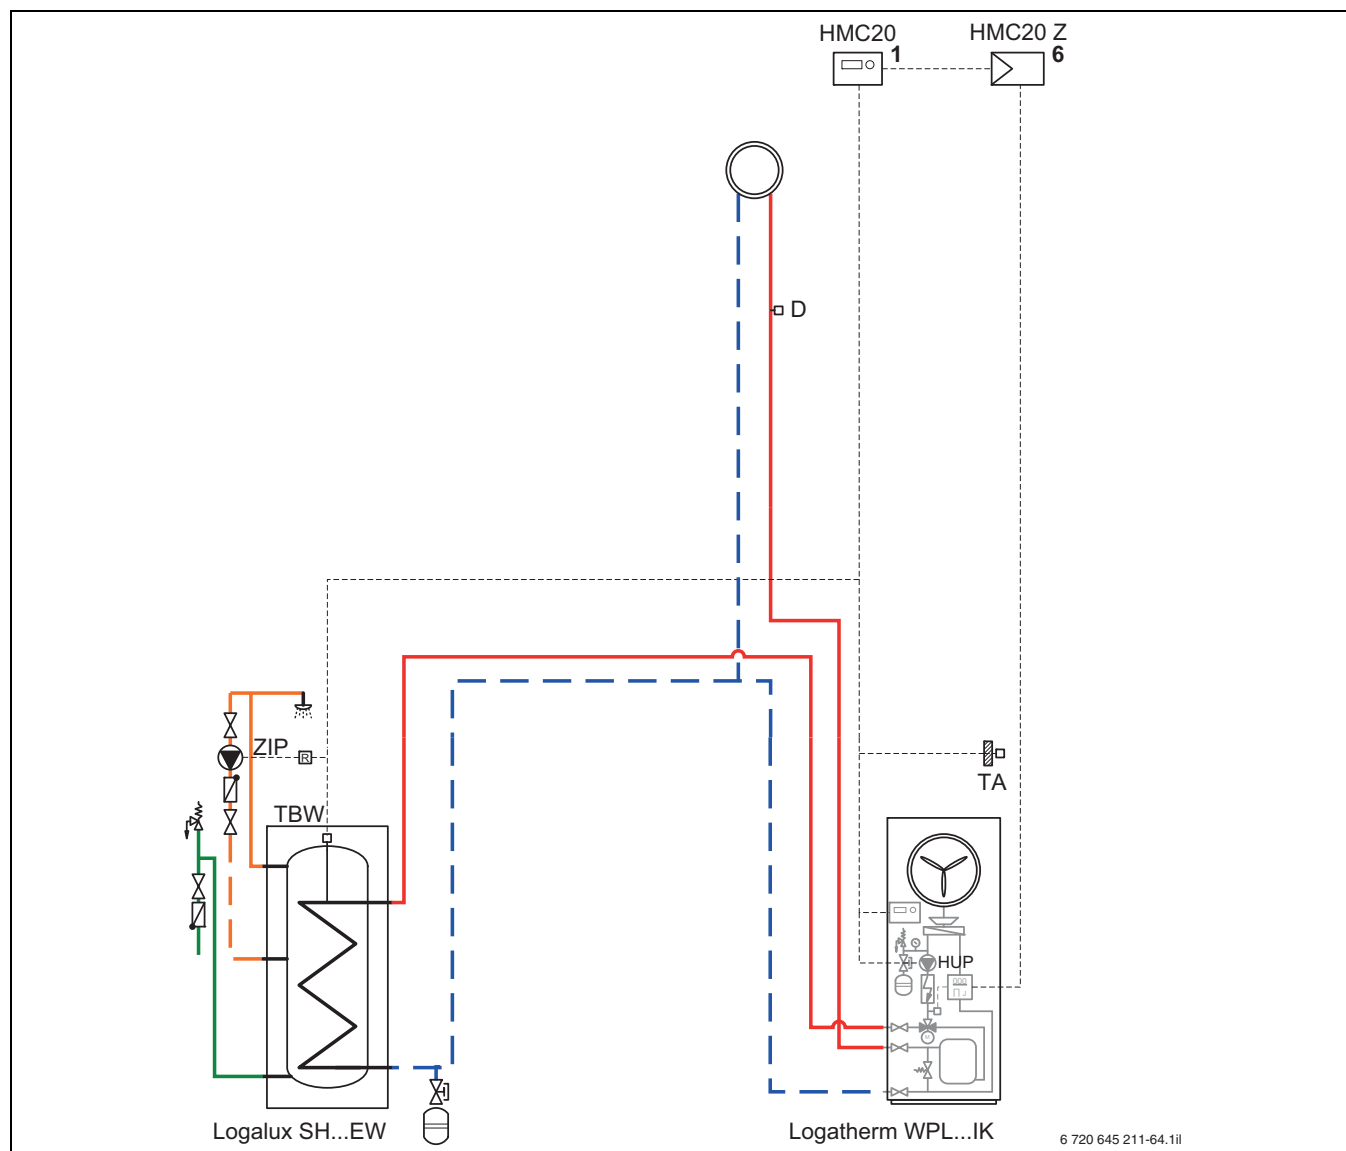 HMC20
1
HMC20 Z
6
D
ZIP
R
TBW
TA
HUP
M
Logalux SH...EW
Logatherm WPL...IK
6 720 645 211-64.1il